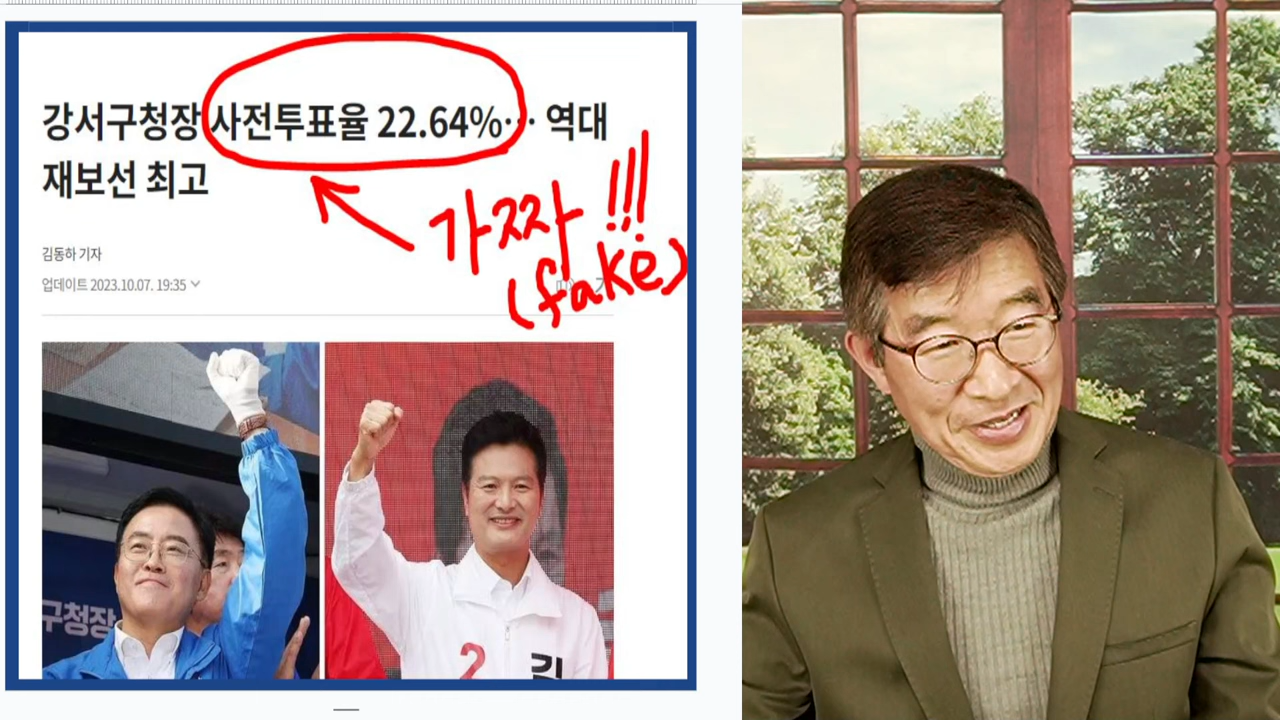 강서구청장 사전투표율 22.64%… 역대
재보선 최고
가짜!!!
(fake)
김동하 기자
업데이트 2023.10.07. 19:35
가
구청장
2 김